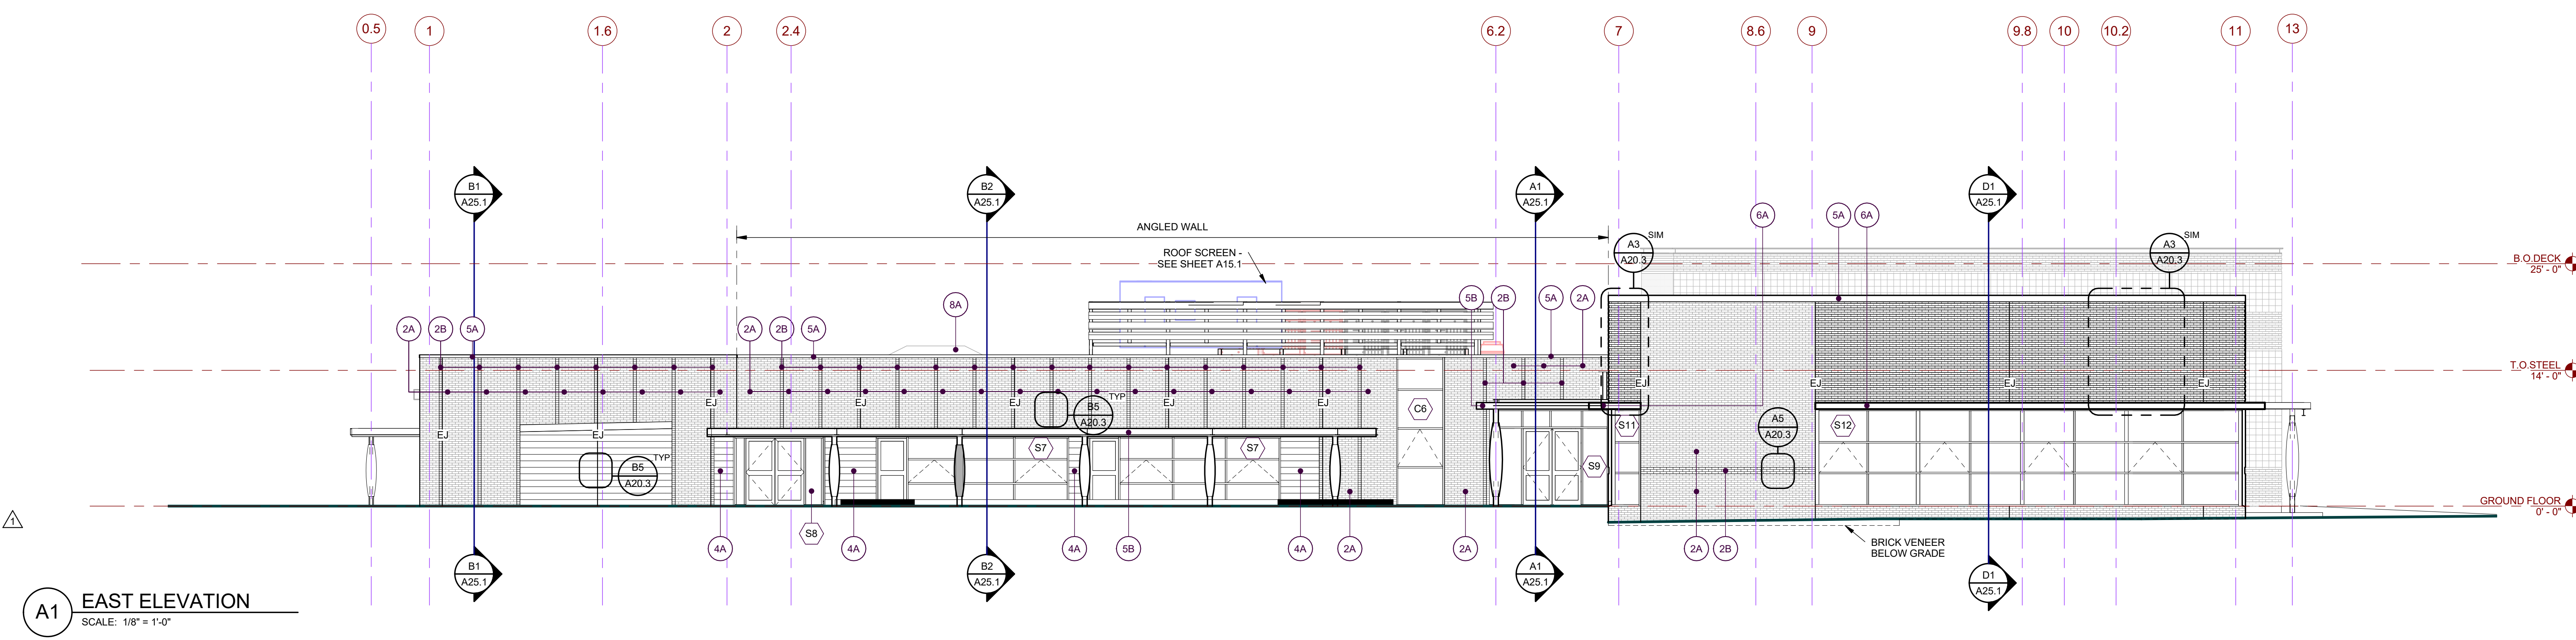 0.5
1
1.6
2
2.4
6.2
7
8.6
9
9.8
10
10.2
11
13
B1
A25.1
B2
A25.1
A1
A25.1
D1
A25.1
6A
5A
6A
ANGLED WALL
ROOF SCREEN -
SEE SHEET A15.1
A3
A20.3
SIM
A3
A20.3
SIM
B.O.DECK
25' - 0"
8A
5B
2B
5A
2A
2A
2B
5A
2A
2B
5A
T.O.STEEL
14' - 0"
EJ
EJ
EJ
EJ
EJ
EJ
EJ
EJ
EJ
EJ
EJ
EJ
B5
A20.3
TYP
C6
S11
S12
A5
A20.3
S7
S7
S9
B5
A20.3
TYP
GROUND FLOOR
0' - 0"
1
S8
4A
4A
4A
5B
4A
2A
2A
2A
2B
BRICK VENEER
BELOW GRADE
B1
A25.1
B2
A25.1
A1
A25.1
D1
A25.1
A1
EAST ELEVATION
SCALE: 1/8" = 1'-0"